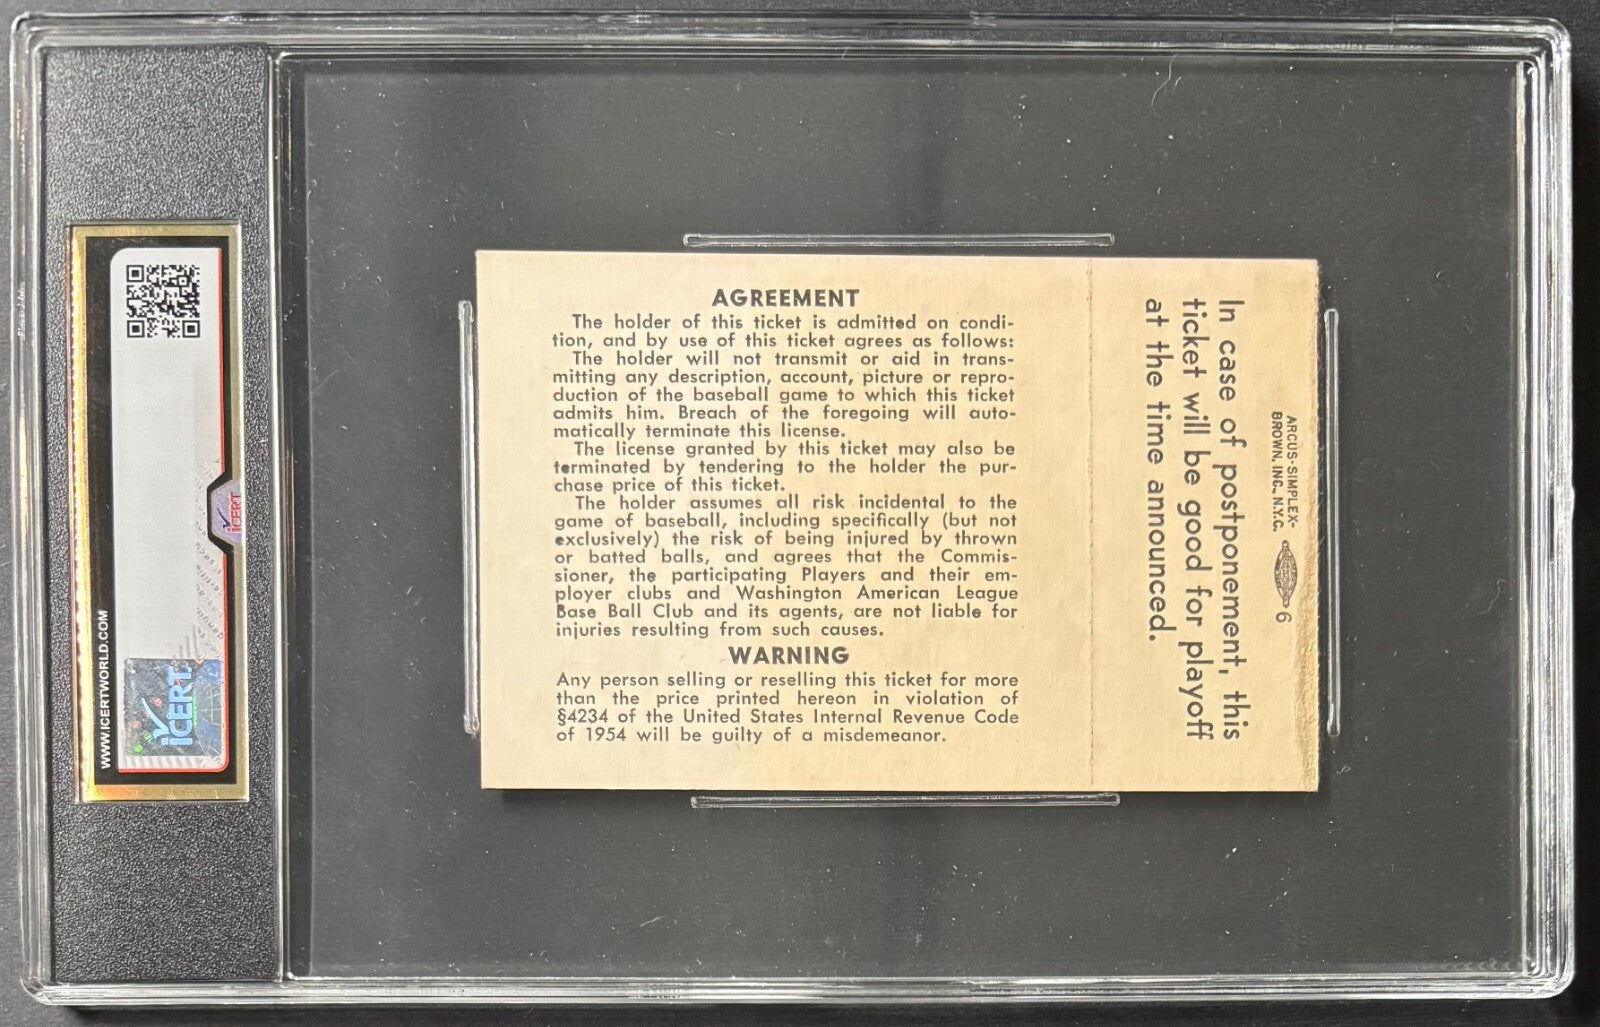 AGREEMENT
The holder of this ticket is admitted on condi-
tion, and by use of this ticket agrees as follows:
The holder will not transmit or aid in trans-
mitting any description, account, picture or repro-
duction of the baseball game to which this ticket
admits him. Breach of the foregoing will auto-
matically terminate this license.
The license granted by this ticket may also be
terminated by tendering to the holder the pur-
chase price of this ticket.
The holder assumes all risk incidental to the
game of baseball, including specifically (but not
exclusively) the risk of being injured by thrown
or batted balls, and agrees that the Commis-
sioner, the participating Players and their em-
ployer clubs and Washington American League
Base Ball Club and its agents, are not liable for
injuries resulting from such causes.
WARNING
Any person selling or reselling this ticket for more
than the price printed hereon in violation of
§4234 of the United States Internal Revenue Code
of 1954 will be guilty of a misdemeanor.
In case of postponement, this
ticket will be good for playoff
at the time announced.
ARCUS-SIMPLEX-
BROWN, INC., N.Y.C.
6
WWW.ICERTWORLD.COM
iCERT
iCERT